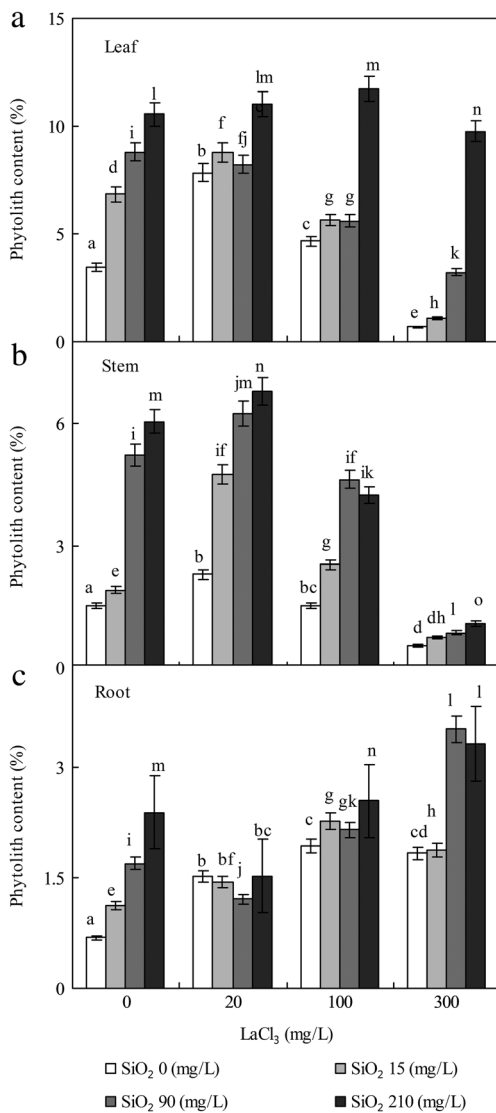 a
15
Leaf
l
lm
m
n
i
f
fj
d
b
g g
a
c
k
e h
10
5
0
Phytolith content (%)
b
Stem
n
m
jm
i
if
if
ik
b
g
a e
bc
d dh l o
6
3
0
Phytolith content (%)
c
Root
l l
m
n
i
g gk
e
b bf j bc
c
cd h
a
3
1.5
0
Phytolith content (%)
0 20 100 300
LaCl₃ (mg/L)
SiO₂ 0 (mg/L) SiO₂ 15 (mg/L)
SiO₂ 90 (mg/L) SiO₂ 210 (mg/L)